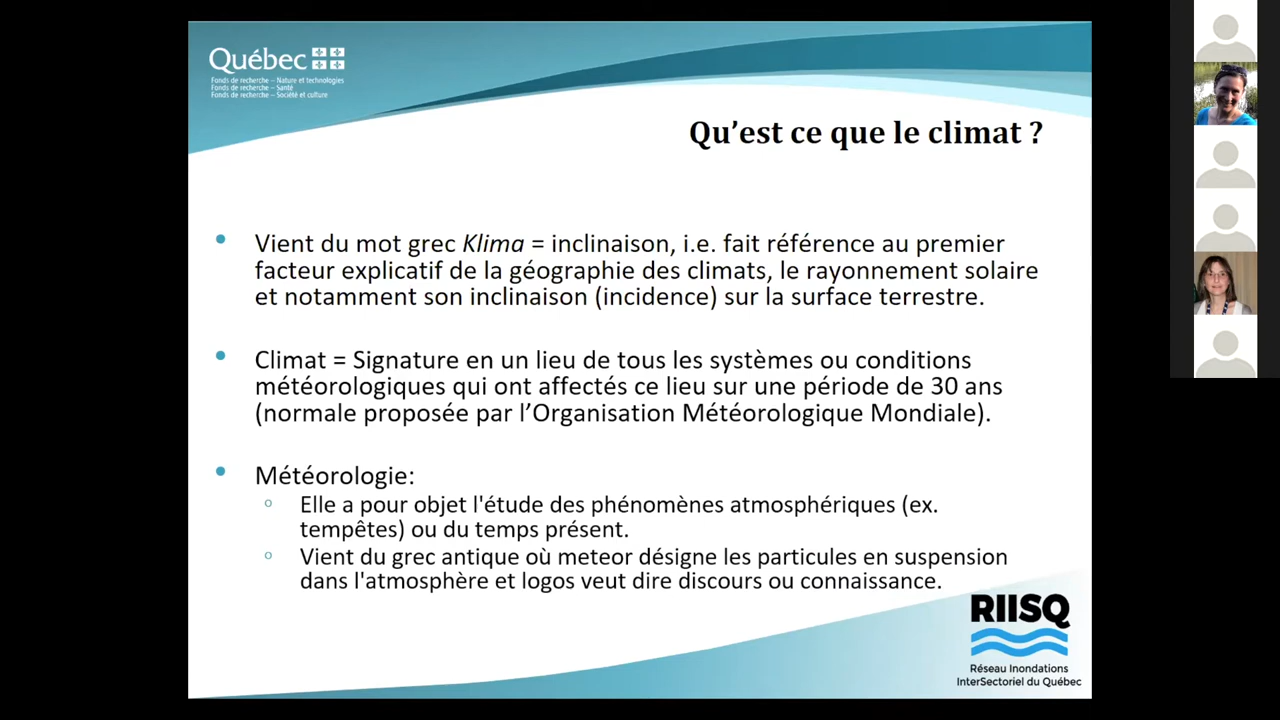 Québec
Fonds de recherche – Nature et technologies
Fonds de recherche – Santé
Fonds de recherche – Société et culture
Qu’est ce que le climat ?
Vient du mot grec Klima = inclinaison, i.e. fait référence au premier
facteur explicatif de la géographie des climats, le rayonnement solaire
et notamment son inclinaison (incidence) sur la surface terrestre.
Climat = Signature en un lieu de tous les systèmes ou conditions
météorologiques qui ont affectés ce lieu sur une période de 30 ans
(normale proposée par l’Organisation Météorologique Mondiale).
Météorologie:
Elle a pour objet l'étude des phénomènes atmosphériques (ex.
tempêtes) ou du temps présent.
Vient du grec antique où meteor désigne les particules en suspension
dans l'atmosphère et logos veut dire discours ou connaissance.
RIISQ
Réseau Inondations
InterSectoriel du Québec